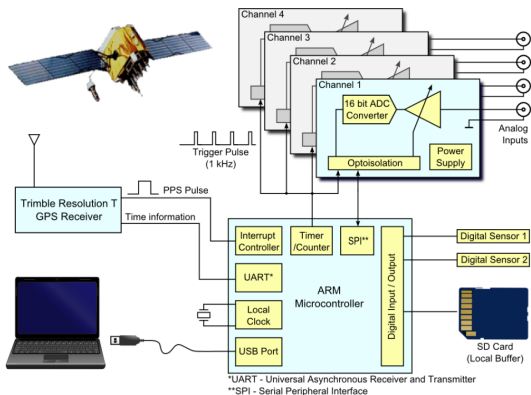 Channel 4
Channel 3
Channel 2
Channel 1
16 bit ADC
Converter
Optoisolation
Power
Supply
Analog
Inputs
Trigger Pulse
(1 kHz)
Trimble Resolution T
GPS Receiver
PPS Pulse
Time information
Interrupt
Controller
Timer
/Counter
SPI**
UART*
ARM
Microcontroller
Local
Clock
USB Port
Digital Input / Output
Digital Sensor 1
Digital Sensor 2
SD Card
(Local Buffer)
*UART - Universal Asynchronous Receiver and Transmitter
**SPI - Serial Peripheral Interface